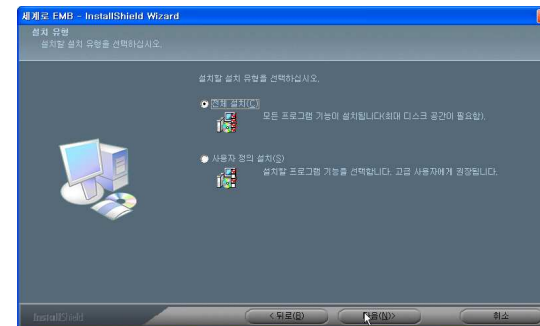 세계로 EMB - InstallShield Wizard
설치 유형
설치할 설치 유형을 선택하십시오.
설치할 설치 유형을 선택하십시오.
전체 설치(C)
모든 프로그램 기능이 설치됩니다(최대 디스크 공간이 필요함).
사용자 정의 설치(S)
설치할 프로그램 기능을 선택합니다. 고급 사용자에게 권장됩니다.
InstallShield
< 뒤로(B)
다음(N)>
취소